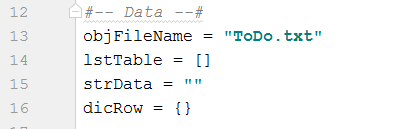 12 #-- Data --#
13 objFileName = "ToDo.txt"
14 lstTable = []
15 strData = ""
16 dicRow = {}